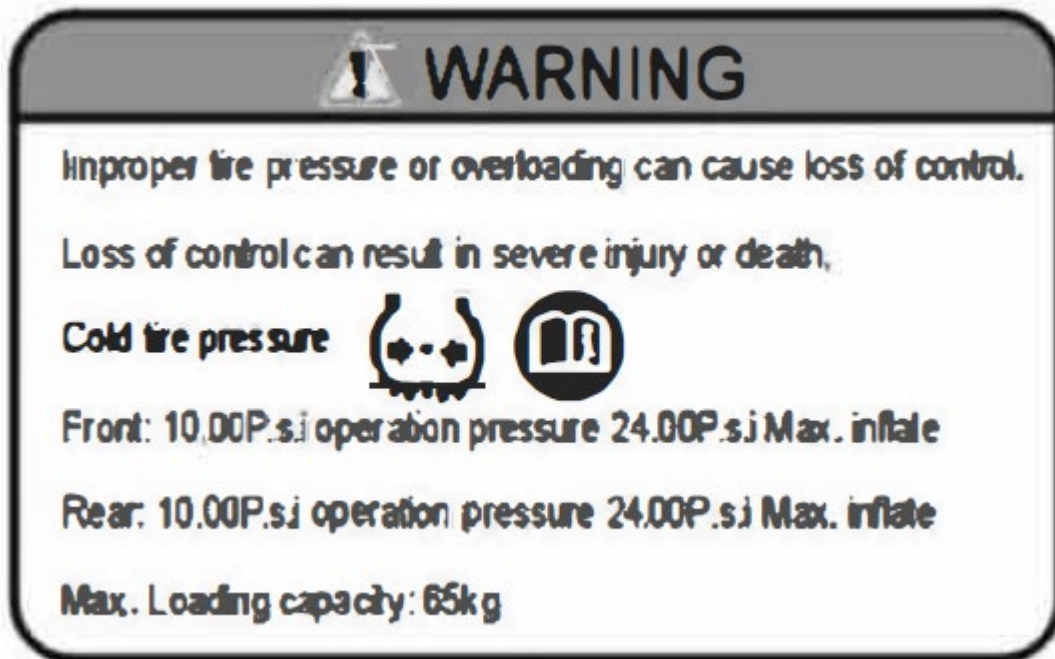 WARNING
Improper tire pressure or overloading can cause loss of control.
Loss of control can result in severe injury or death,
Cold tire pressure
Front: 10.00P.s.i operation pressure 24.00P.s.i Max. inflate
Rear: 10.00P.s.i operation pressure 24.00P.s.i Max. inflate
Max. Loading capacity: 65kg